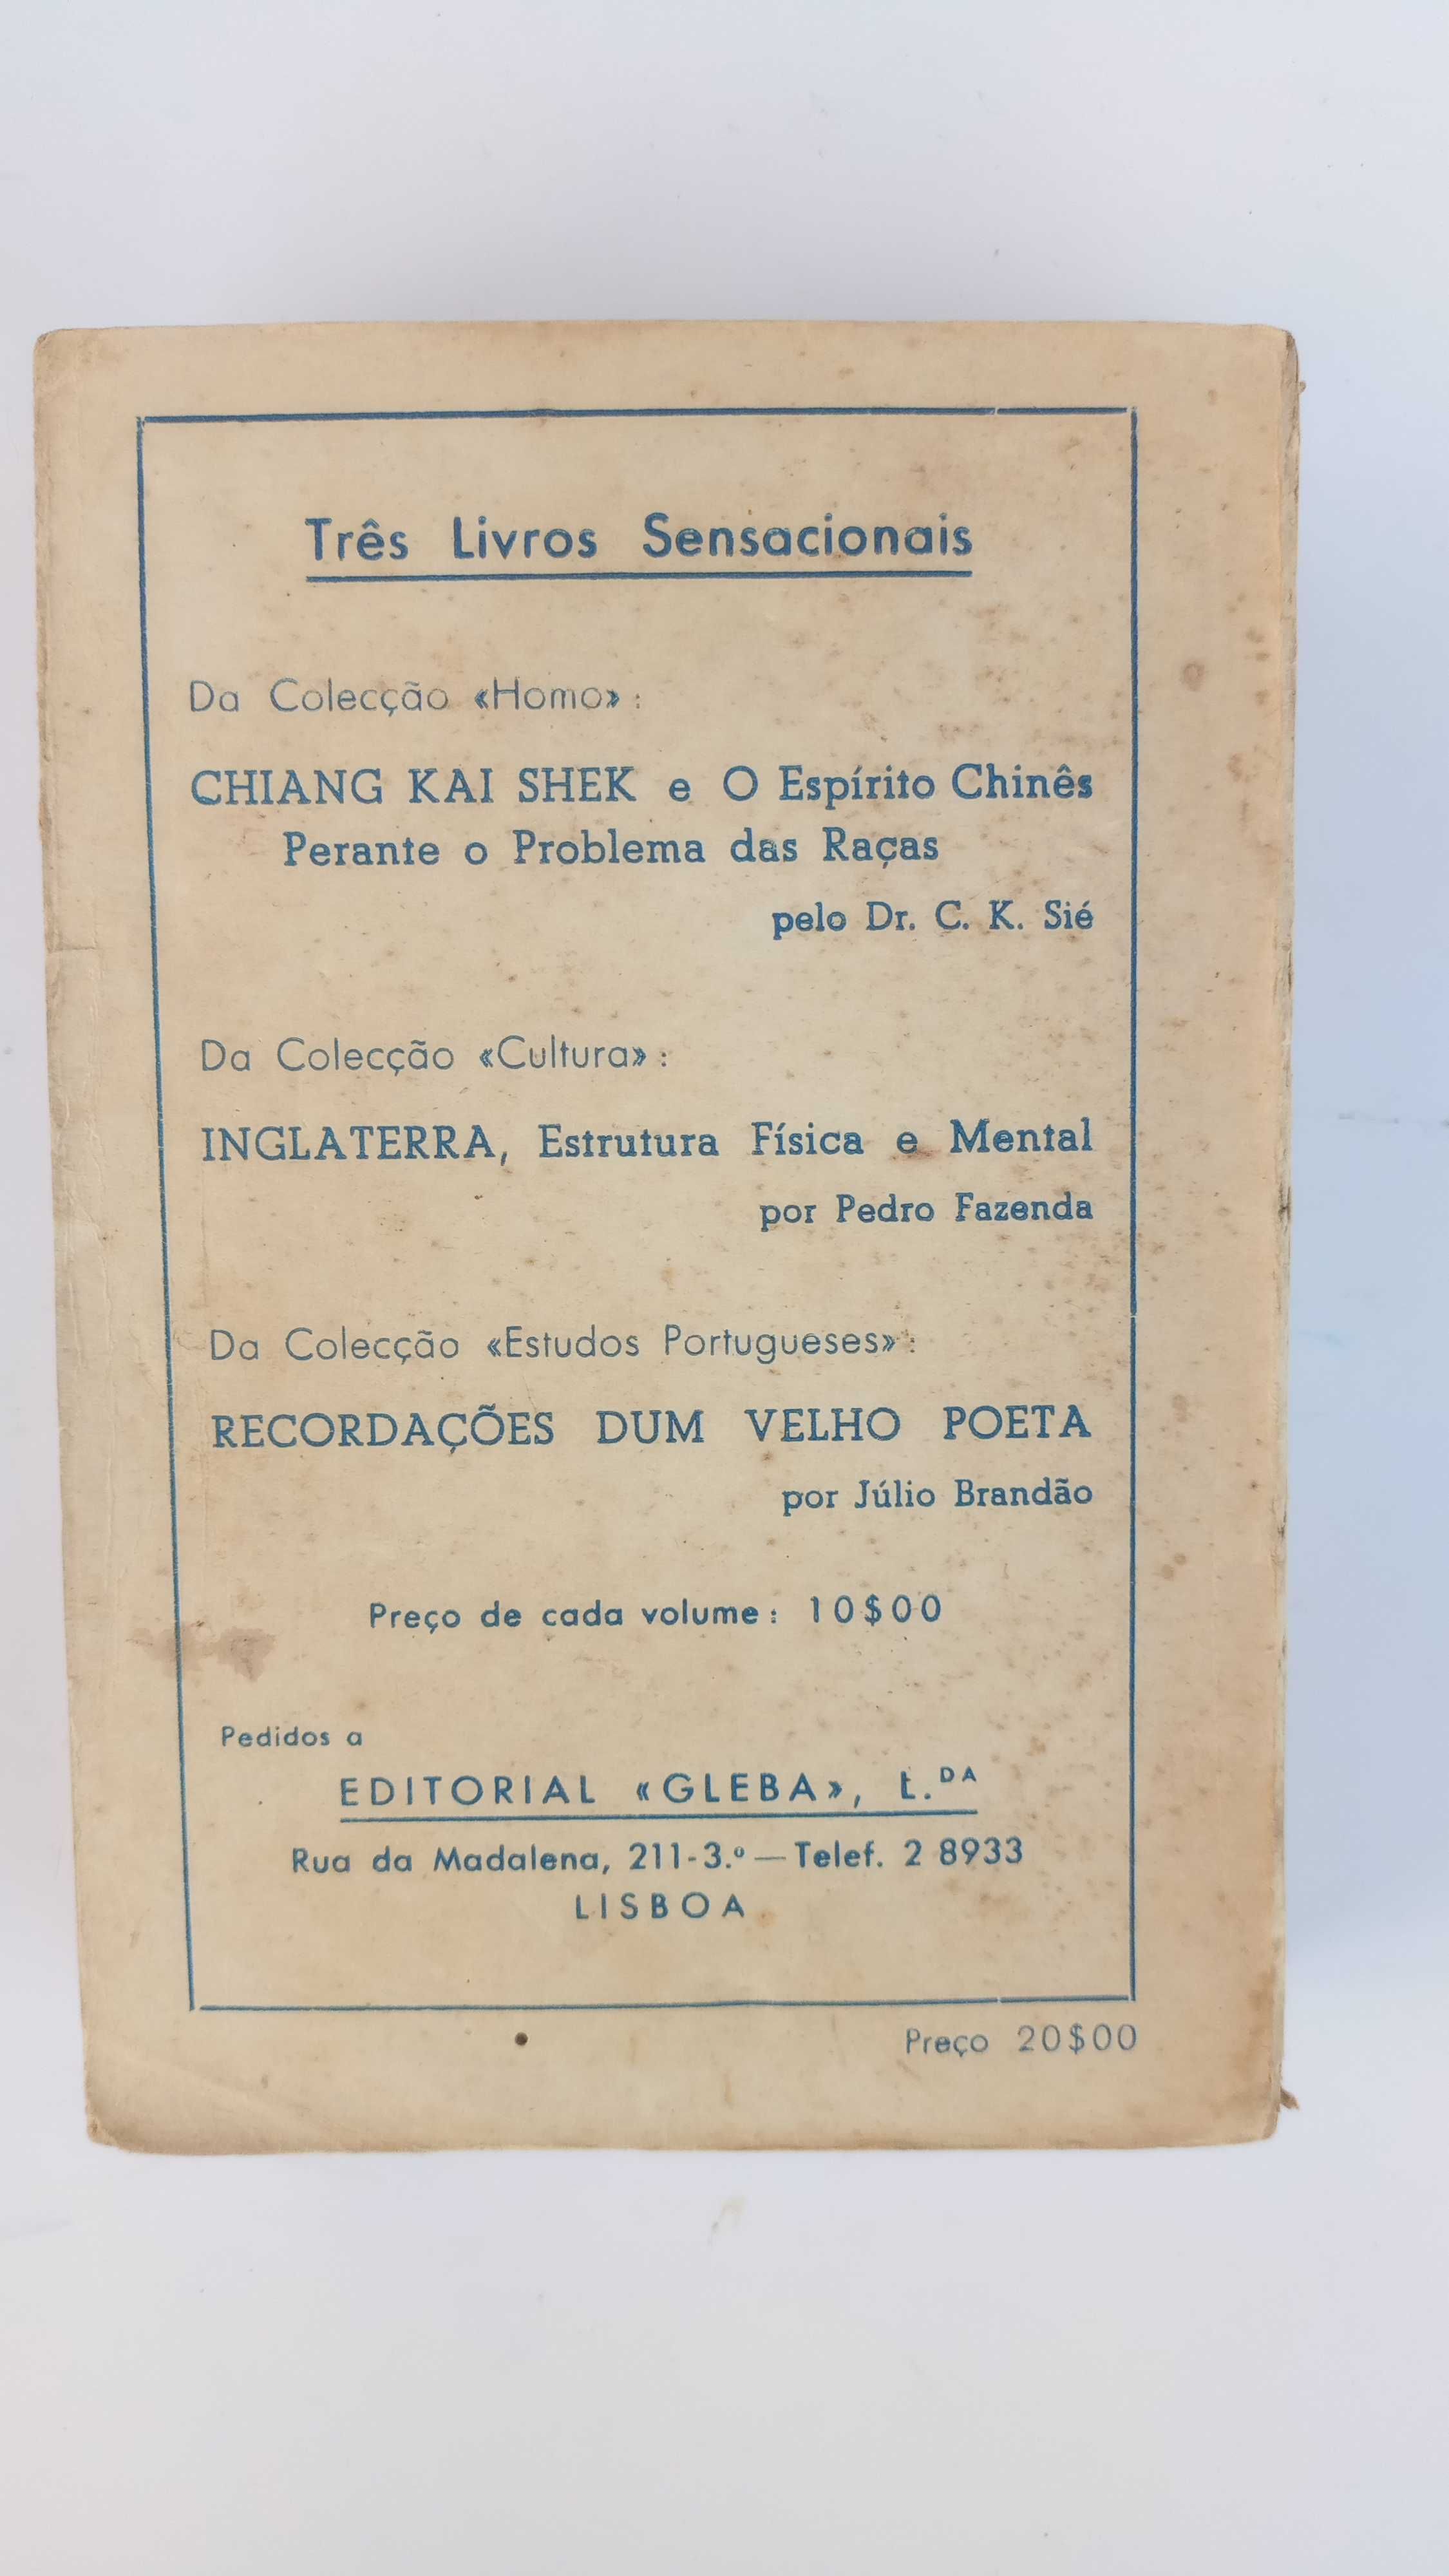 Três Livros Sensacionais
Da Colecção «Homo»:
CHIANG KAI SHEK e O Espírito Chinês
Perante o Problema das Raças
pelo Dr. C. K. Sié
Da Colecção «Cultura»:
INGLATERRA, Estrutura Física e Mental
por Pedro Fazenda
Da Colecção «Estudos Portugueses»:
RECORDAÇÕES DUM VELHO POETA
por Júlio Brandão
Preço de cada volume: 10$00
Pedidos a
EDITORIAL «GLEBA», L.DA
Rua da Madalena, 211-3.º — Telef. 2 8933
LISBOA
Preço 20$00